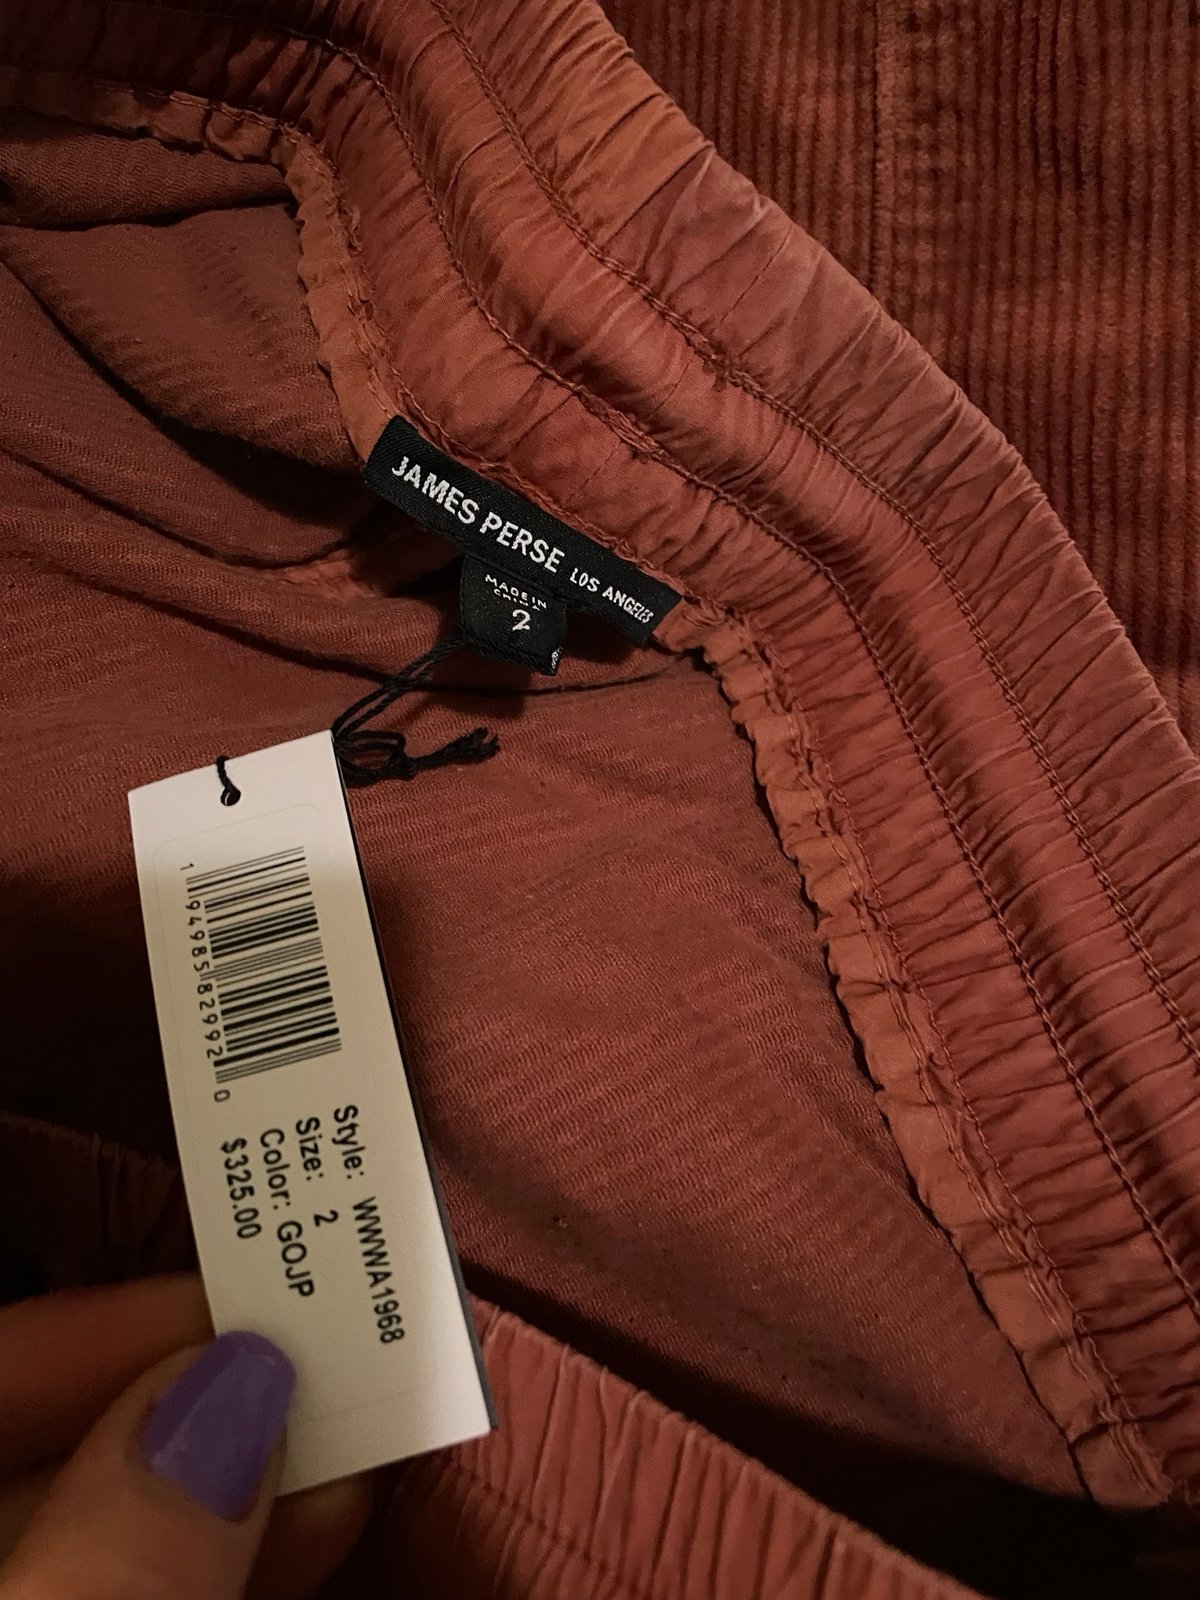 JAMES PERSE LOS ANGELES
MADE IN
CHINA
2
1 94985 82992 0
Style: WWWA1968
Size: 2
Color: GOJP
$325.00